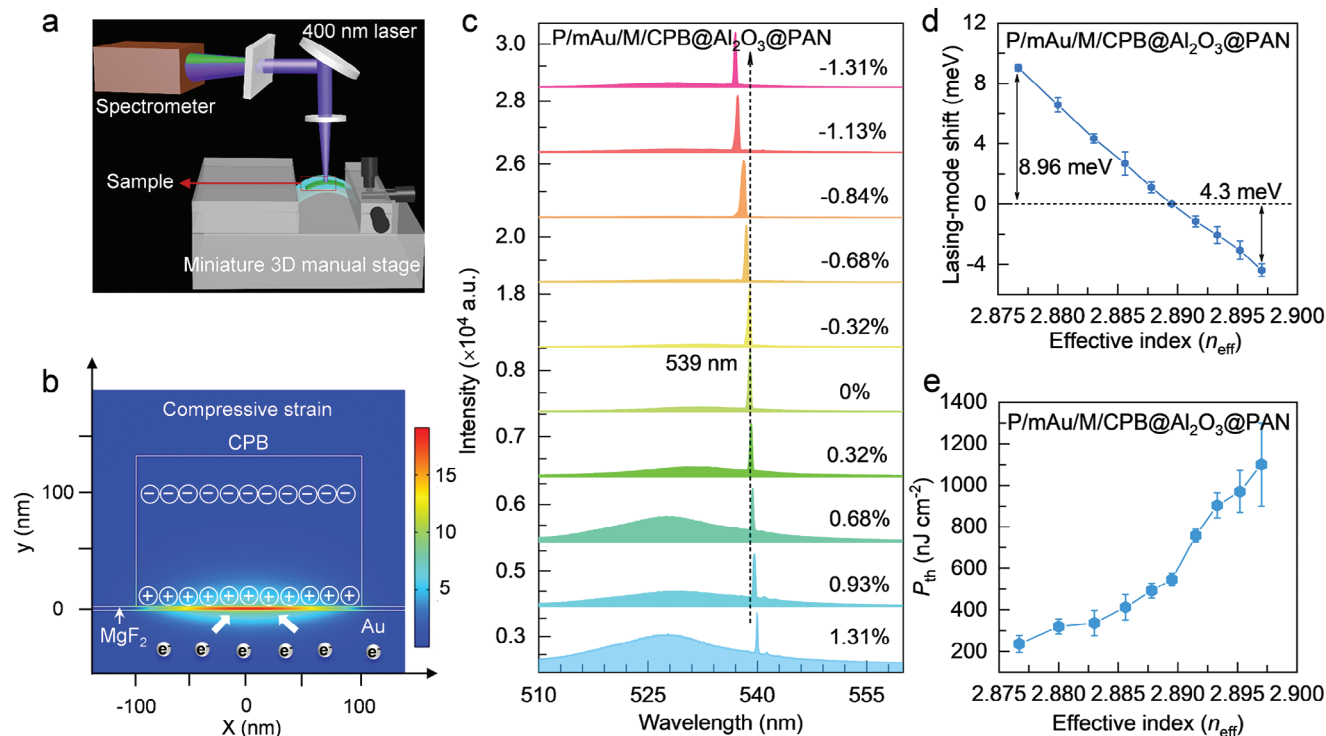 a
400 nm laser
Spectrometer
Sample
Miniature 3D manual stage
b
Compressive strain
CPB
y (nm)
100
0
15
10
5
MgF2
Au
e- e- e- e- e- e-
-100 0 100
X (nm)
c
P/mAu/M/CPB@Al2O3@PAN
Intensity (×10⁴ a.u.)
3.0
-1.31%
2.8
-1.13%
2.6
-0.84%
2.0
-0.68%
1.8
-0.32%
539 nm
0.8
0%
0.7
0.32%
0.6
0.68%
0.5
0.93%
0.3
1.31%
510 525 540 555
Wavelength (nm)
d
P/mAu/M/CPB@Al2O3@PAN
Lasing-mode shift (meV)
12
8
4
0
-4
8.96 meV
4.3 meV
2.875 2.880 2.885 2.890 2.895 2.900
Effective index (neff)
e
P/mAu/M/CPB@Al2O3@PAN
Pth (nJ cm⁻²)
1400
1200
1000
800
600
400
200
2.875 2.880 2.885 2.890 2.895 2.900
Effective index (neff)